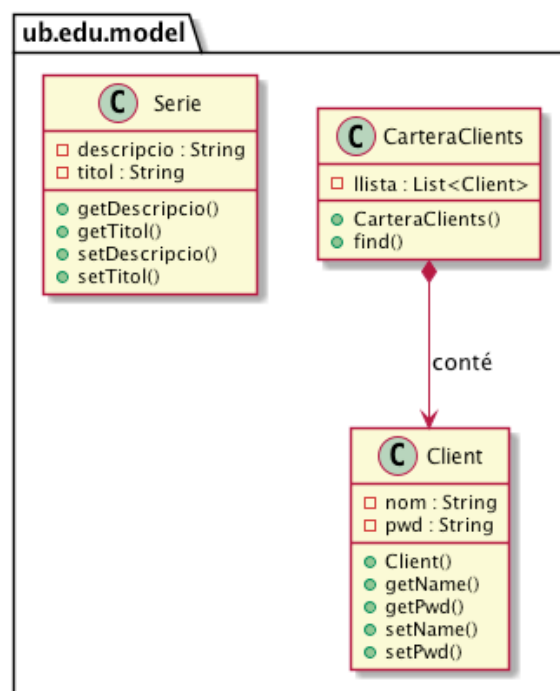 ub.edu.model
C Serie
descripcio : String
titol : String
getDescripcio()
getTitol()
setDescripcio()
setTitol()
C CarteraClients
llista : List<Client>
CarteraClients()
find()
conté
C Client
nom : String
pwd : String
Client()
getName()
getPwd()
setName()
setPwd()